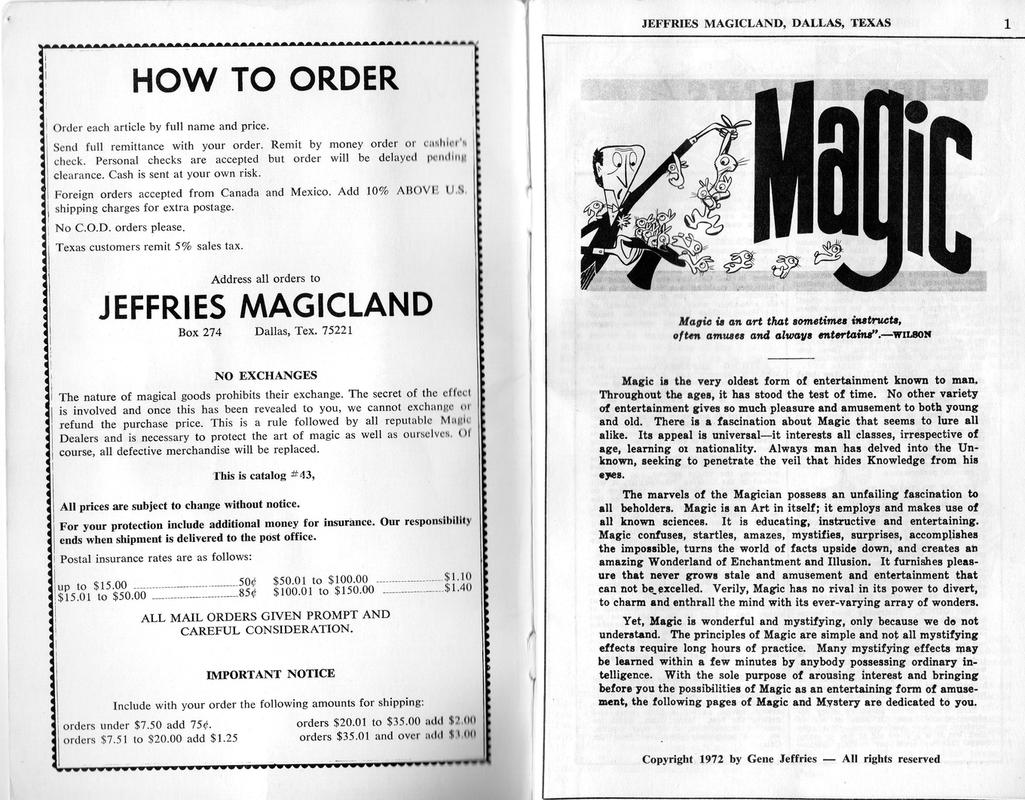 HOW TO ORDER
Order each article by full name and price.
Send full remittance with your order. Remit by money order or cashier's
check. Personal checks are accepted but order will be delayed pending
clearance. Cash is sent at your own risk.
Foreign orders accepted from Canada and Mexico. Add 10% ABOVE U.S.
shipping charges for extra postage.
No C.O.D. orders please.
Texas customers remit 5% sales tax.
Address all orders to
JEFFRIES MAGICLAND
Box 274 Dallas, Tex. 75221
NO EXCHANGES
The nature of magical goods prohibits their exchange. The secret of the effect
is involved and once this has been revealed to you, we cannot exchange or
refund the purchase price. This is a rule followed by all reputable Magic
Dealers and is necessary to protect the art of magic as well as ourselves. Of
course, all defective merchandise will be replaced.
This is catalog #43,
All prices are subject to change without notice.
For your protection include additional money for insurance. Our responsibility
ends when shipment is delivered to the post office.
Postal insurance rates are as follows:
up to $15.00 ........ 50¢ $50.01 to $100.00 ........ $1.10
$15.01 to $50.00 ........ 85¢ $100.01 to $150.00 ........ $1.40
ALL MAIL ORDERS GIVEN PROMPT AND
CAREFUL CONSIDERATION.
IMPORTANT NOTICE
Include with your order the following amounts for shipping:
orders under $7.50 add 75¢. orders $20.01 to $35.00 add $2.00
orders $7.51 to $20.00 add $1.25 orders $35.01 and over add $3.00
JEFFRIES MAGICLAND, DALLAS, TEXAS 1
Magic
Magic is an art that sometimes instructs,
often amuses and always entertains".—WILSON
Magic is the very oldest form of entertainment known to man.
Throughout the ages, it has stood the test of time. No other variety
of entertainment gives so much pleasure and amusement to both young
and old. There is a fascination about Magic that seems to lure all
alike. Its appeal is universal—it interests all classes, irrespective of
age, learning or nationality. Always man has delved into the Un-
known, seeking to penetrate the veil that hides Knowledge from his
eyes.
The marvels of the Magician possess an unfailing fascination to
all beholders. Magic is an Art in itself; it employs and makes use of
all known sciences. It is educating, instructive and entertaining.
Magic confuses, startles, amazes, mystifies, surprises, accomplishes
the impossible, turns the world of facts upside down, and creates an
amazing Wonderland of Enchantment and Illusion. It furnishes pleas-
ure that never grows stale and amusement and entertainment that
can not be excelled. Verily, Magic has no rival in its power to divert,
to charm and enthrall the mind with its ever-varying array of wonders.
Yet, Magic is wonderful and mystifying, only because we do not
understand. The principles of Magic are simple and not all mystifying
effects require long hours of practice. Many mystifying effects may
be learned within a few minutes by anybody possessing ordinary in-
telligence. With the sole purpose of arousing interest and bringing
before you the possibilities of Magic as an entertaining form of amuse-
ment, the following pages of Magic and Mystery are dedicated to you.
Copyright 1972 by Gene Jeffries — All rights reserved